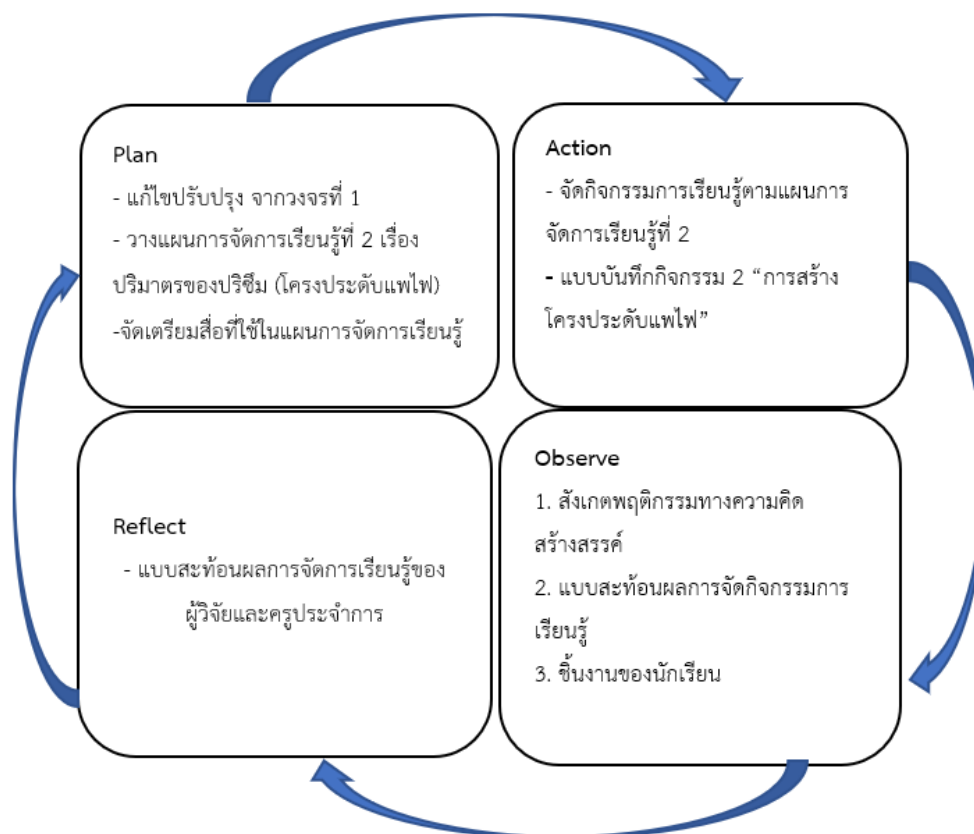 Plan
- แก้ไขปรับปรุง จากวงจรที่ 1
- วางแผนการจัดการเรียนรู้ที่ 2 เรื่อง
ปริมาตรของปริซึม (โครงประดับแพไฟ)
-จัดเตรียมสื่อที่ใช้ในแผนการจัดการเรียนรู้
Action
- จัดกิจกรรมการเรียนรู้ตามแผนการ
จัดการเรียนรู้ที่ 2
- แบบบันทึกกิจกรรม 2 “การสร้าง
โครงประดับแพไฟ”
Reflect
- แบบสะท้อนผลการจัดการเรียนรู้ของ
ผู้วิจัยและครูประจำการ
Observe
1. สังเกตพฤติกรรมทางความคิด
สร้างสรรค์
2. แบบสะท้อนผลการจัดกิจกรรมการ
เรียนรู้
3. ชิ้นงานของนักเรียน